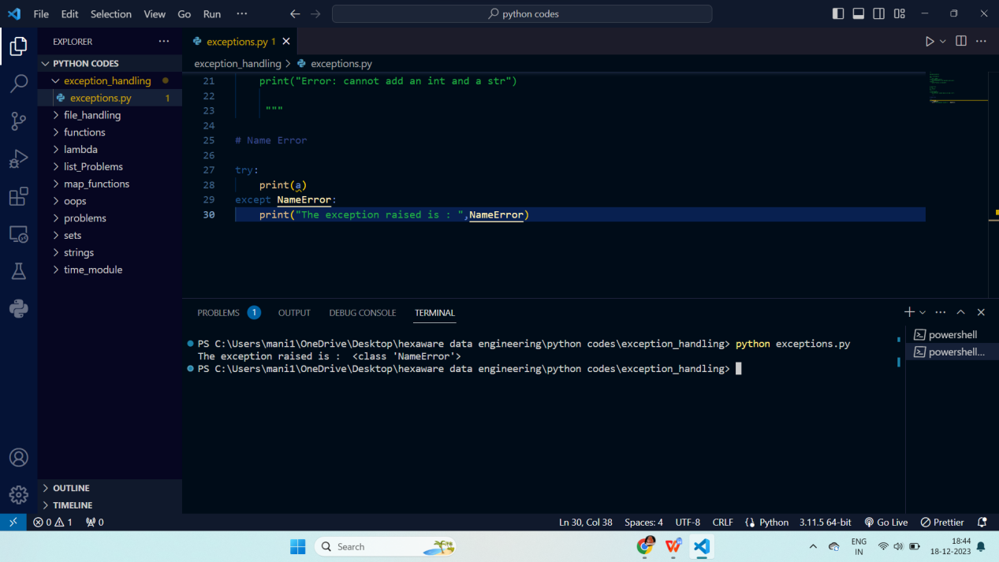 File Edit Selection View Go Run ··· python codes
EXPLORER ···
exceptions.py 1
PYTHON CODES
exception_handling
exceptions.py 1
file_handling
functions
lambda
list_Problems
map_functions
oops
problems
sets
strings
time_module
OUTLINE
TIMELINE
exception_handling > exceptions.py
21 print("Error: cannot add an int and a str")
22
23 """
24
25 # Name Error
26
27 try:
28 print(a)
29 except NameError:
30 print("The exception raised is : ",NameError)
PROBLEMS 1 OUTPUT DEBUG CONSOLE TERMINAL
PS C:\Users\mani1\OneDrive\Desktop\hexaware data engineering\python codes\exception_handling> python exceptions.py
The exception raised is :  <class 'NameError'>
PS C:\Users\mani1\OneDrive\Desktop\hexaware data engineering\python codes\exception_handling>
powershell
powershell...
0 1 0 Ln 30, Col 38 Spaces: 4 UTF-8 CRLF Python 3.11.5 64-bit Go Live Prettier
Search
ENG
IN
18:44
18-12-2023